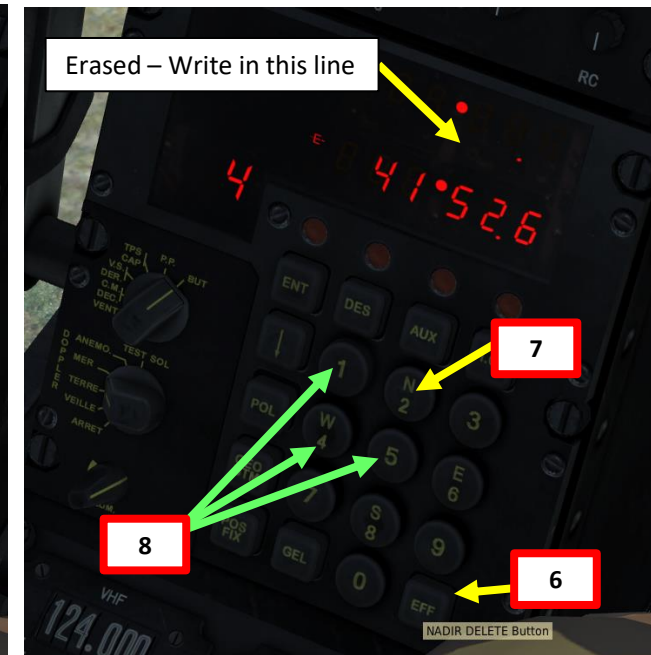 Erased – Write in this line
RC
E-
4 41•52.6
TPS
CAP
P.P.
BUT
V.S.
DER.
C.M.
DEC.
VENT
ENT
DES
AUX
DOPPLER
ANEMO.
TEST SOL
MER
TERRE
VEILLE
ARRET
7
1
N
2
3
POL
W
4
5
E
6
7
S
8
9
8
GEL
0
EFF
6
NADIR DELETE Button
VHF
124.000